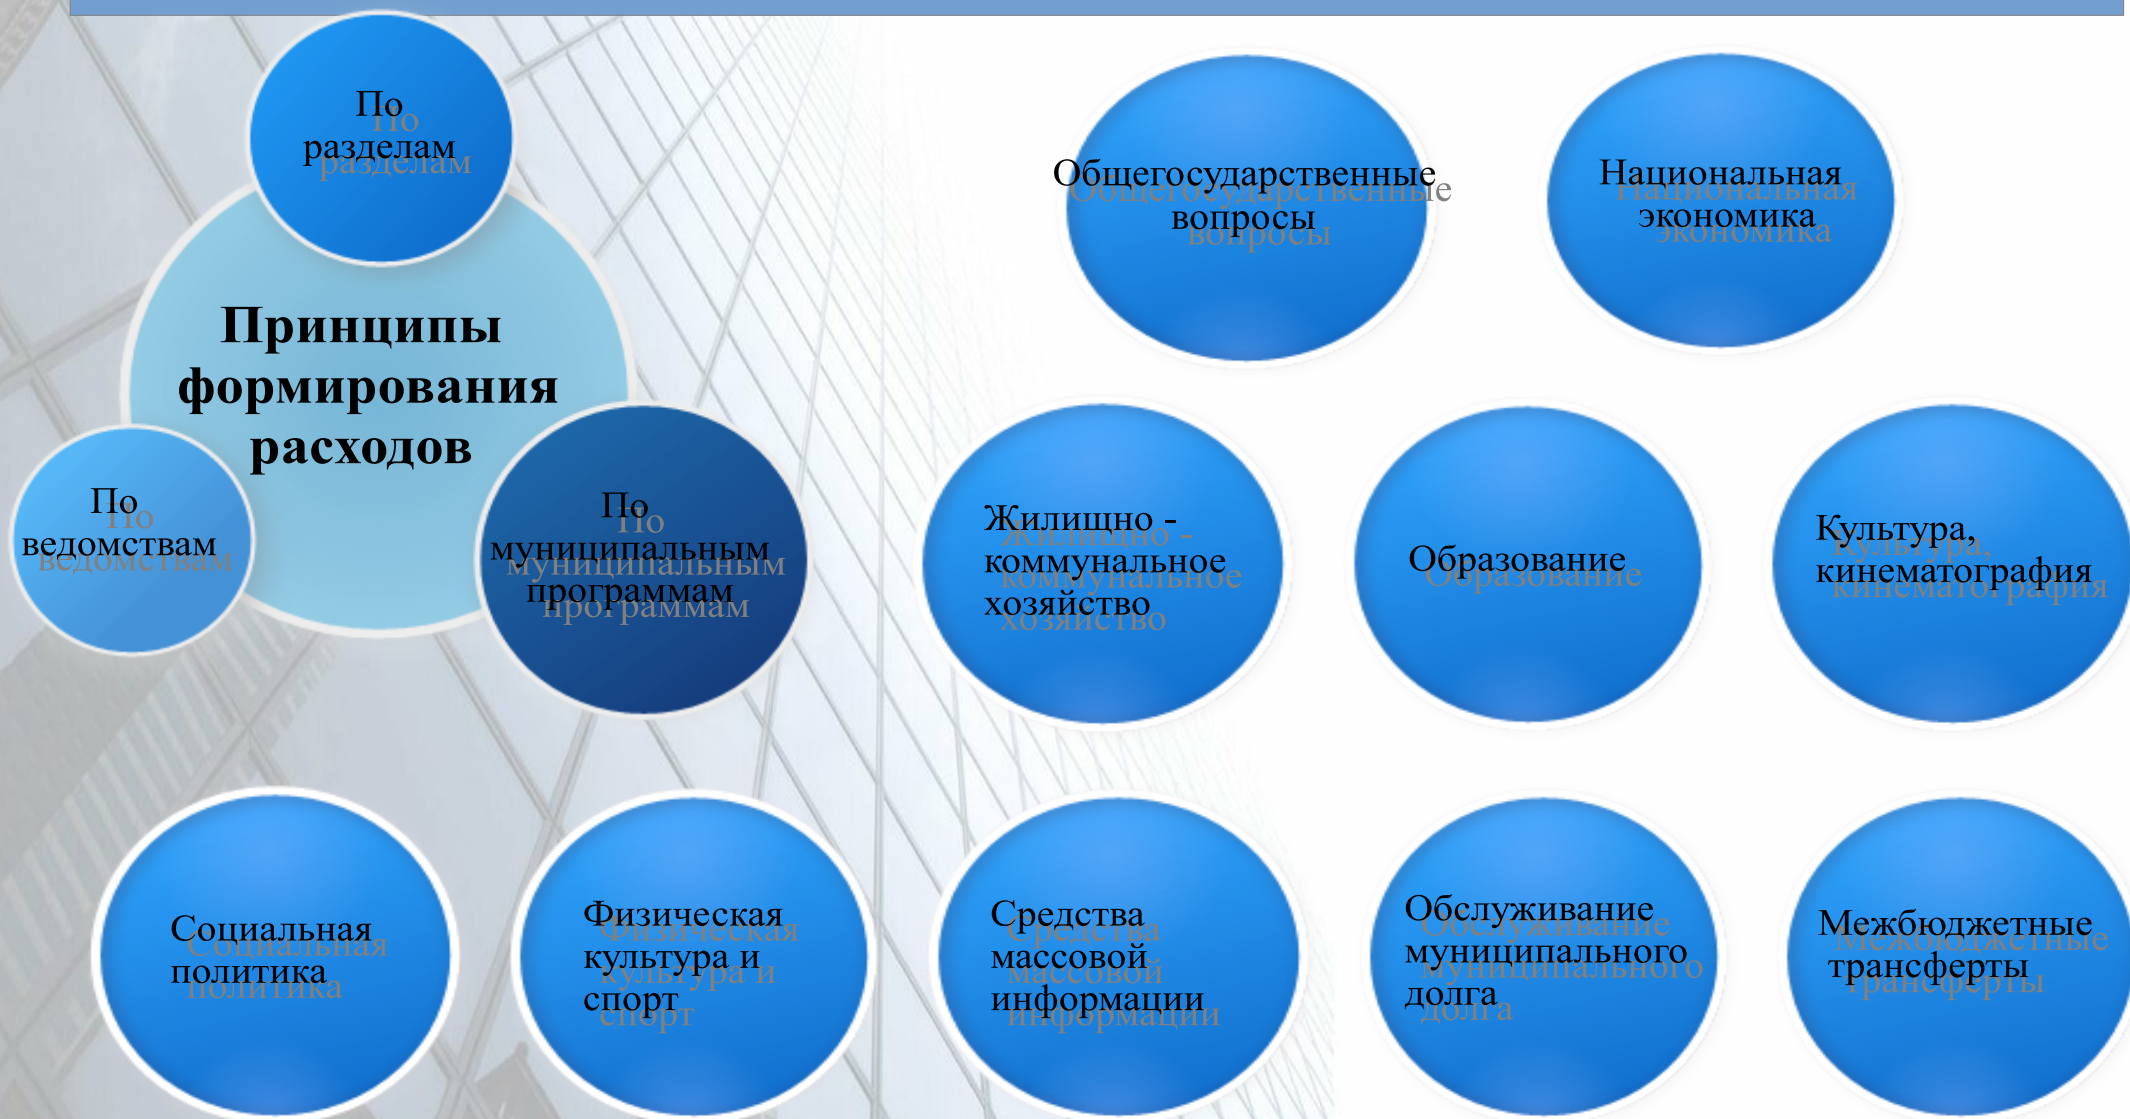 По
разделам
Принципы
формирования
расходов
По
ведомствам
По
муниципальным
программам
Общегосударственные
вопросы
Национальная
экономика
Жилищно -
коммунальное
хозяйство
Образование
Культура,
кинематография
Социальная
политика
Физическая
культура и
спорт
Средства
массовой
информации
Обслуживание
муниципального
долга
Межбюджетные
трансферты